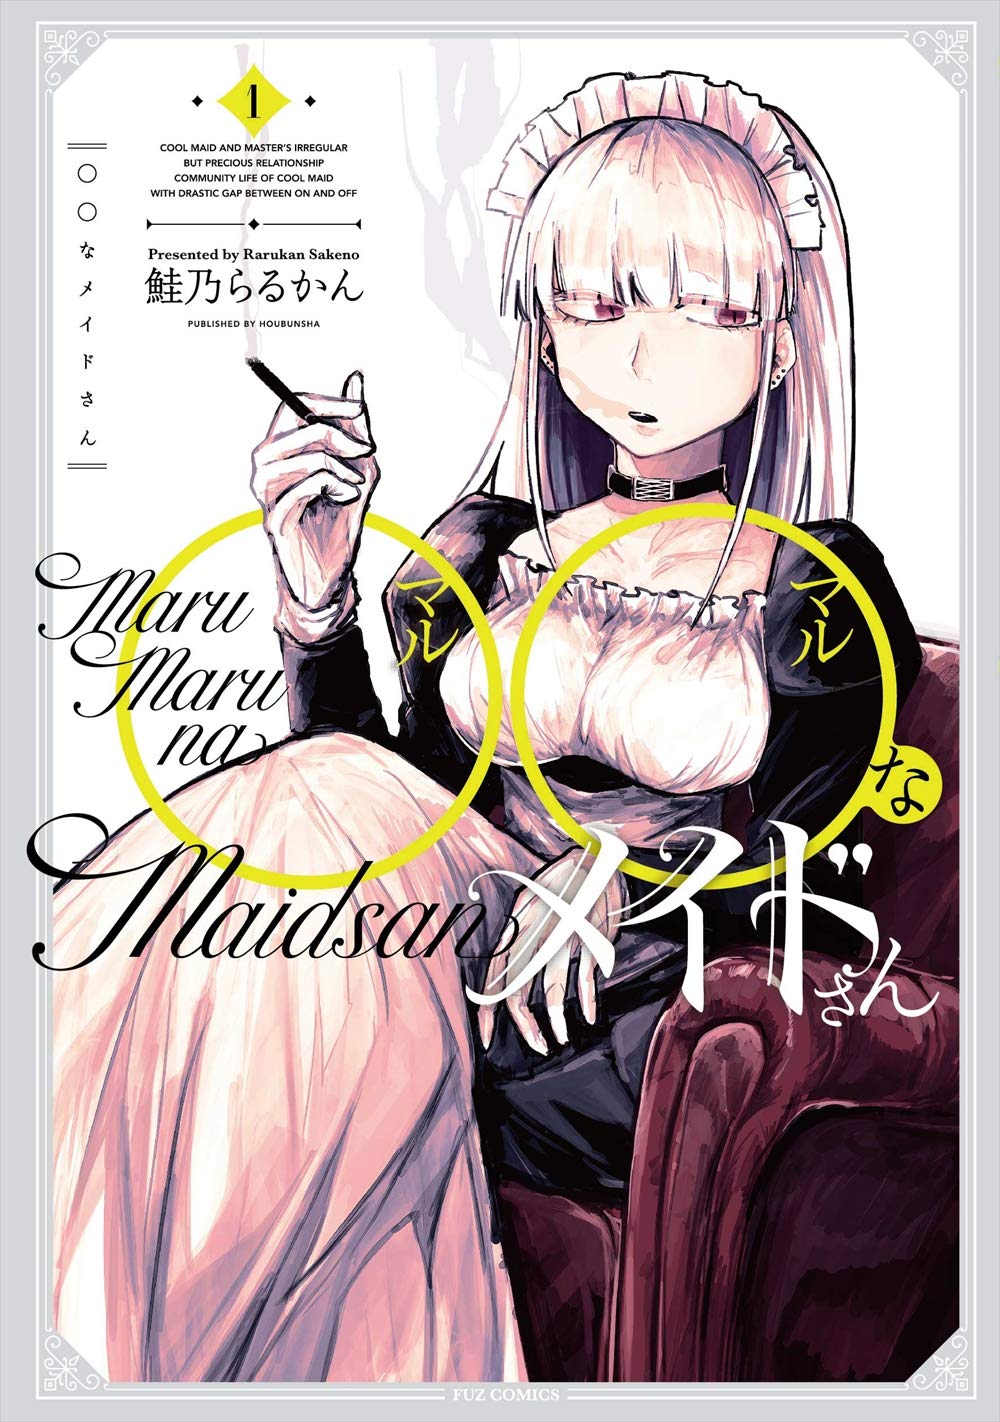 1
COOL MAID AND MASTER'S IRREGULAR
BUT PRECIOUS RELATIONSHIP
COMMUNITY LIFE OF COOL MAID
WITH DRASTIC GAP BETWEEN ON AND OFF
Presented by Rarukan Sakeno
鮭乃らるかん
PUBLISHED BY HOUBUNSHA
〇〇なメイドさん
マル
マル
な
メイドさん
Maru
Maru
na
Maidsan
FUZ COMICS